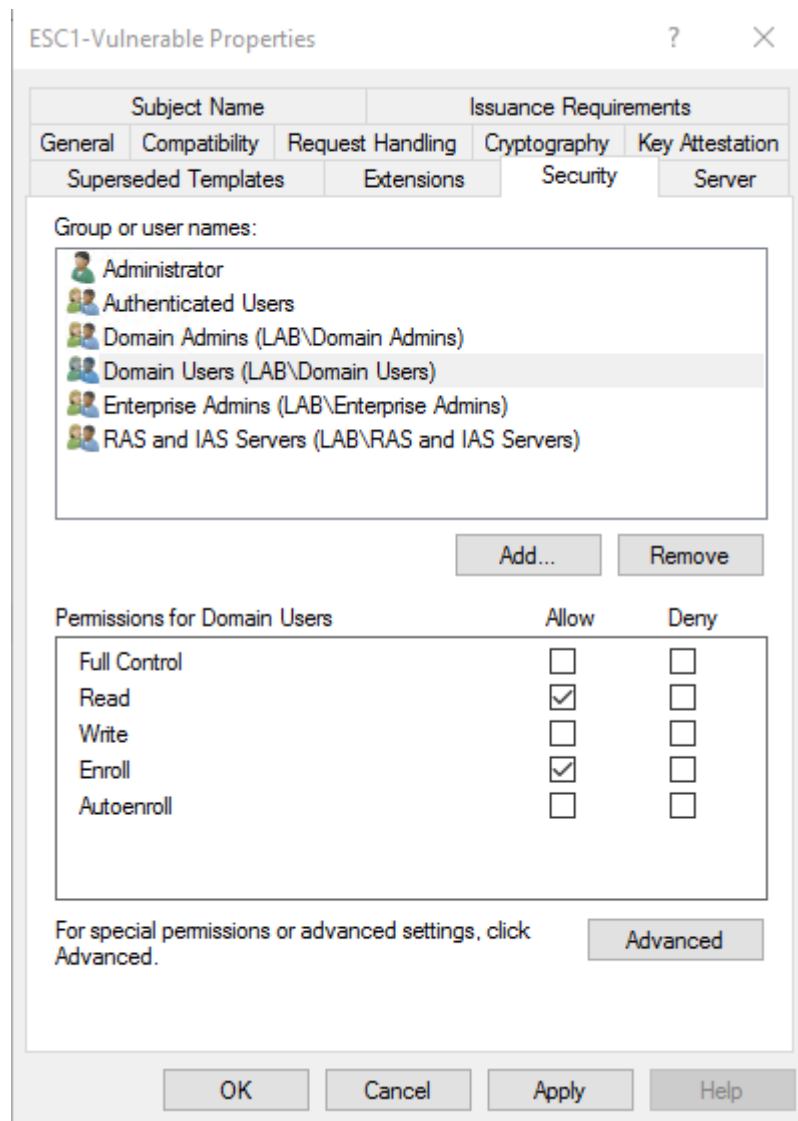 ESC1-Vulnerable Properties ?
Subject Name Issuance Requirements
General Compatibility Request Handling Cryptography Key Attestation
Superseded Templates Extensions Security Server
Group or user names:
Administrator
Authenticated Users
Domain Admins (LAB\Domain Admins)
Domain Users (LAB\Domain Users)
Enterprise Admins (LAB\Enterprise Admins)
RAS and IAS Servers (LAB\RAS and IAS Servers)
Add... Remove
Permissions for Domain Users Allow Deny
Full Control
Read
Write
Enroll
Autoenroll
For special permissions or advanced settings, click
Advanced.
Advanced
OK Cancel Apply Help